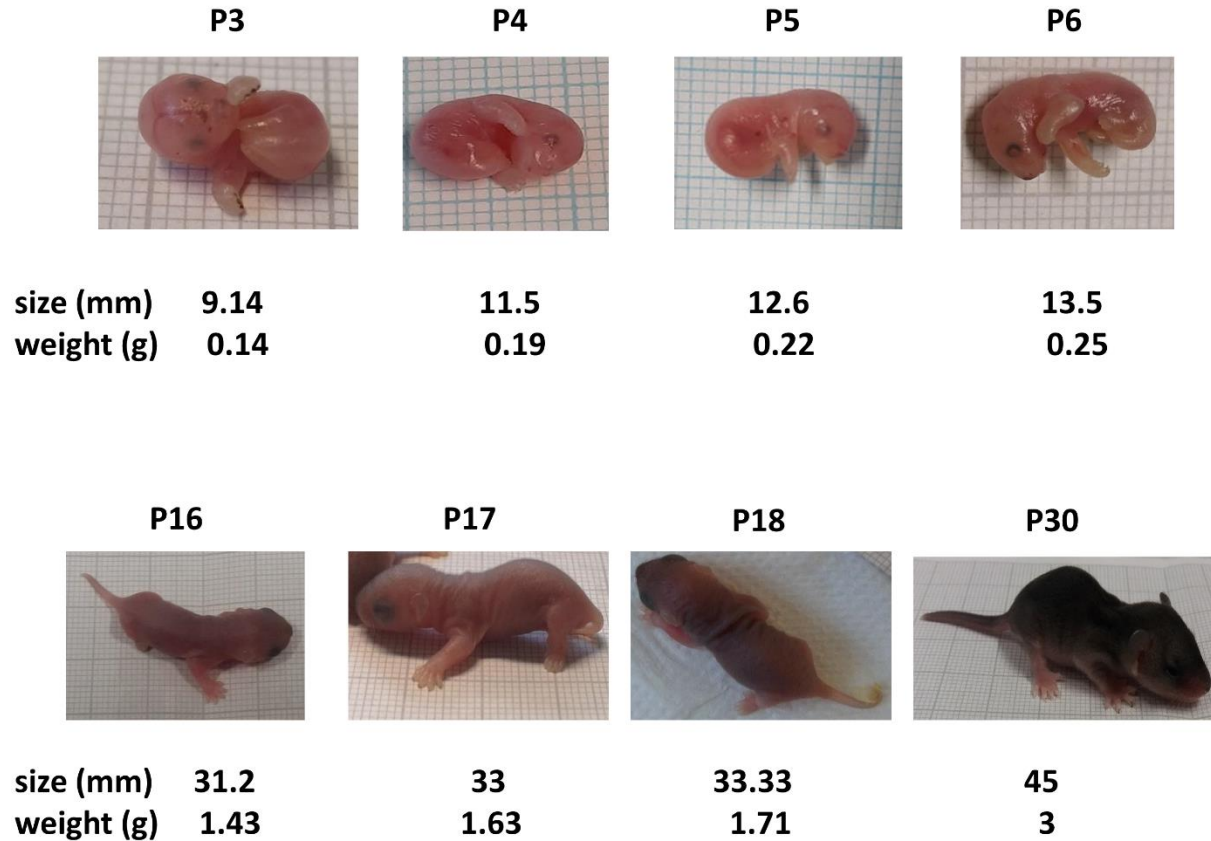 P3 P4 P5 P6
size (mm) 9.14 11.5 12.6 13.5
weight (g) 0.14 0.19 0.22 0.25
P16 P17 P18 P30
size (mm) 31.2 33 33.33 45
weight (g) 1.43 1.63 1.71 3